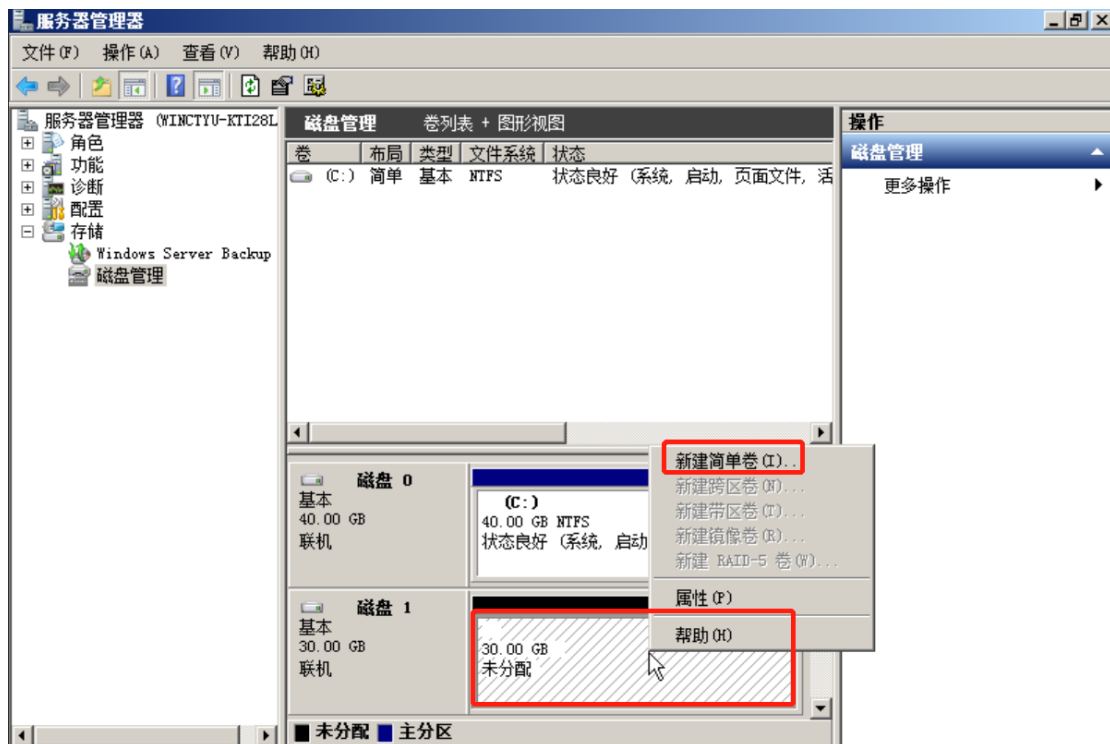 服务器管理器
文件(F) 操作(A) 查看(V) 帮助(H)
服务器管理器 (WINCTYU-KTI28L
角色
功能
诊断
配置
存储
Windows Server Backup
磁盘管理
磁盘管理 卷列表 + 图形视图
卷 布局 类型 文件系统 状态
(C:) 简单 基本 NTFS 状态良好 (系统, 启动, 页面文件, 活
操作
磁盘管理
更多操作
磁盘 0
基本
40.00 GB
联机
(C:)
40.00 GB NTFS
状态良好 (系统, 启动
磁盘 1
基本
30.00 GB
联机
30.00 GB
未分配
新建简单卷(I)...
新建跨区卷(N)...
新建带区卷(T)...
新建镜像卷(R)...
新建 RAID-5 卷(W)...
属性(P)
帮助(H)
未分配 主分区